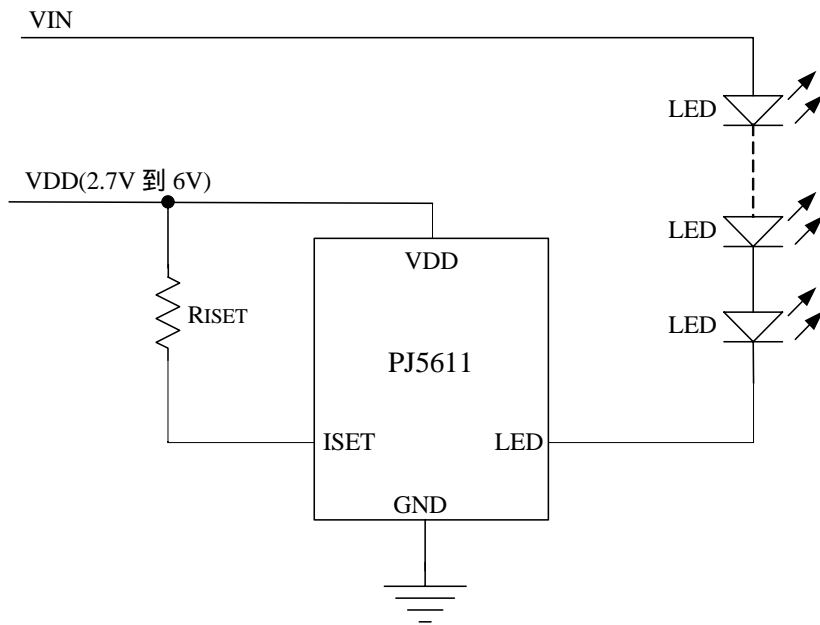 VIN
LED
VDD(2.7V 到 6V)
LED
VDD
RISET
LED
PJ5611
ISET
LED
GND